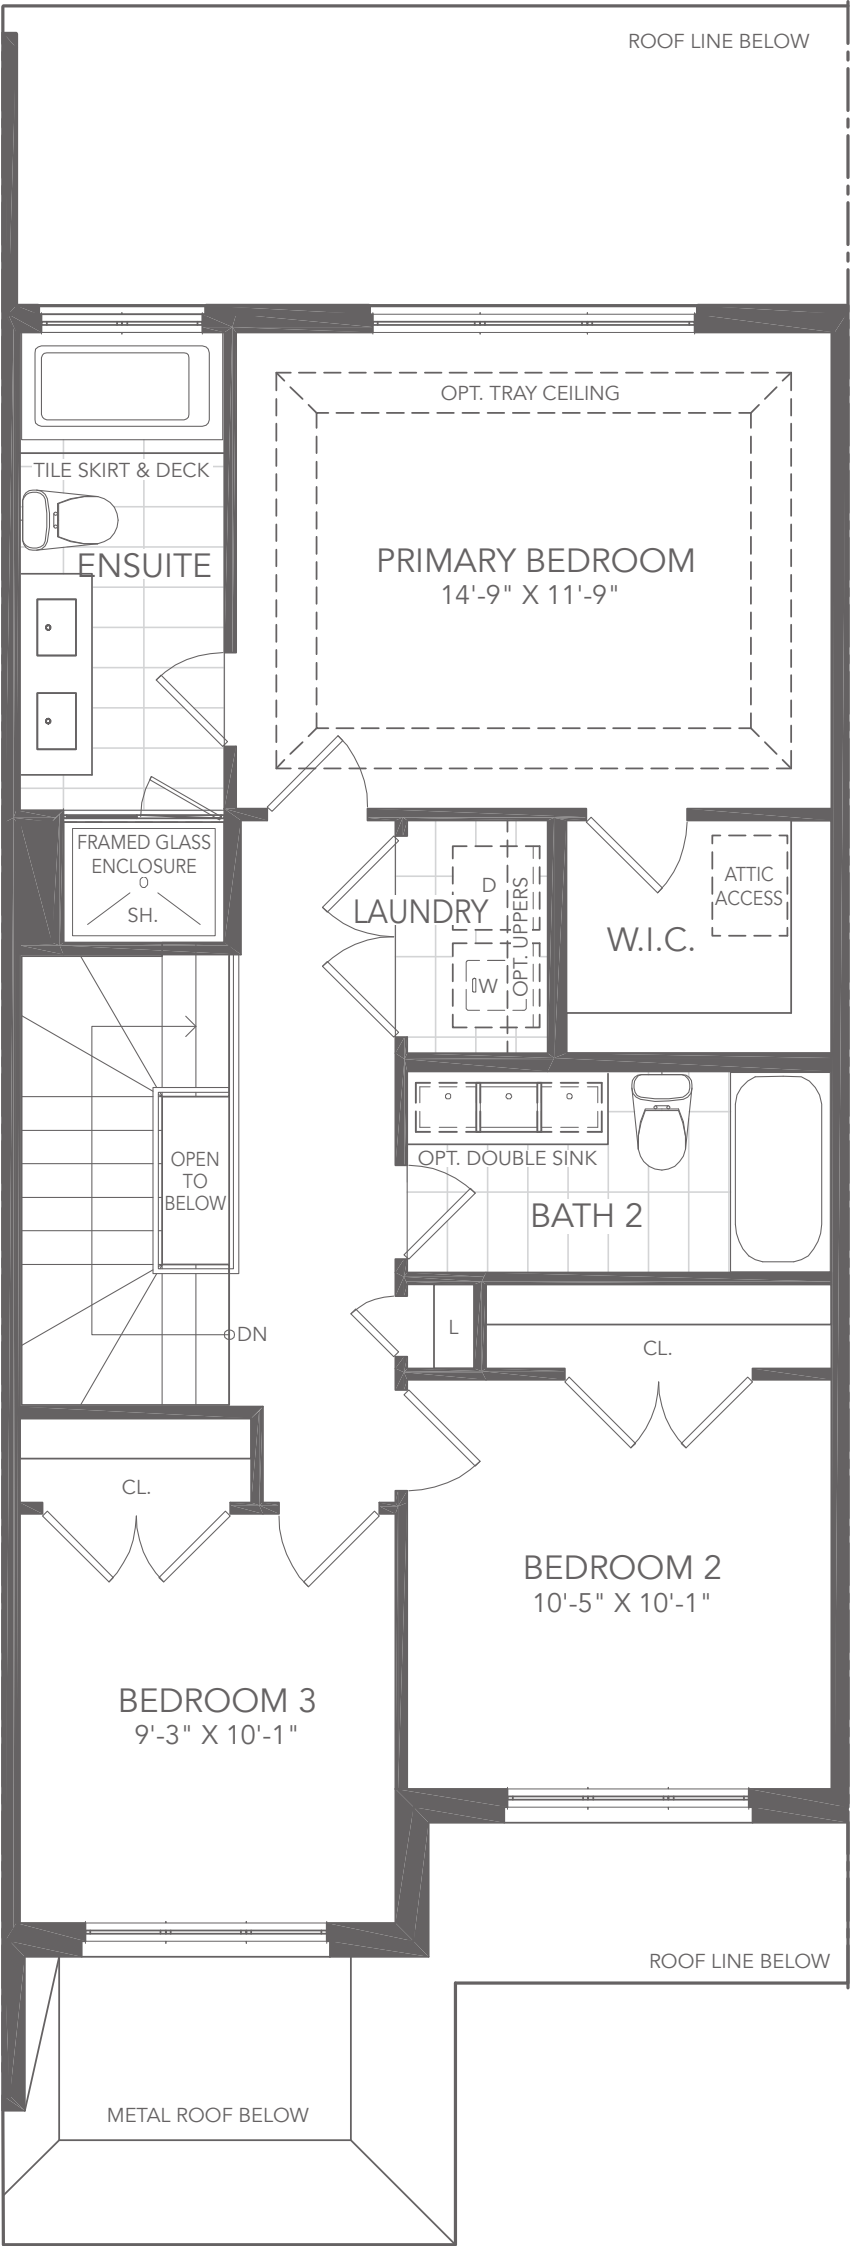 ROOF LINE BELOW
OPT. TRAY CEILING
TILE SKIRT & DECK
ENSUITE
PRIMARY BEDROOM
14'-9" X 11'-9"
FRAMED GLASS
ENCLOSURE
SH.
LAUNDRY
D
W
OPT. UPPERS
W.I.C.
ATTIC
ACCESS
OPEN
TO
BELOW
OPT. DOUBLE SINK
BATH 2
DN
L
CL.
CL.
BEDROOM 2
10'-5" X 10'-1"
BEDROOM 3
9'-3" X 10'-1"
ROOF LINE BELOW
METAL ROOF BELOW